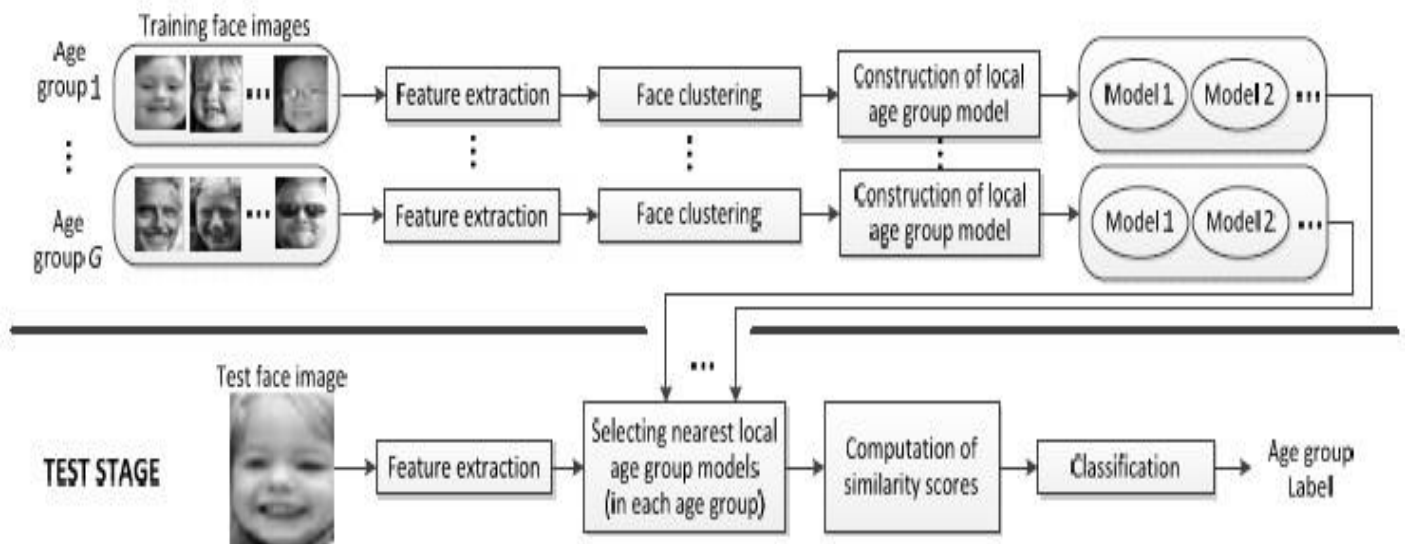 Training face images
Age
group 1
Feature extraction
Face clustering
Construction of local
age group model
Model 1
Model 2
...
Age
group G
Feature extraction
Face clustering
Construction of local
age group model
Model 1
Model 2
...
...
Test face image
TEST STAGE
Feature extraction
Selecting nearest local
age group models
(in each age group)
Computation of
similarity scores
Classification
Age group
Label